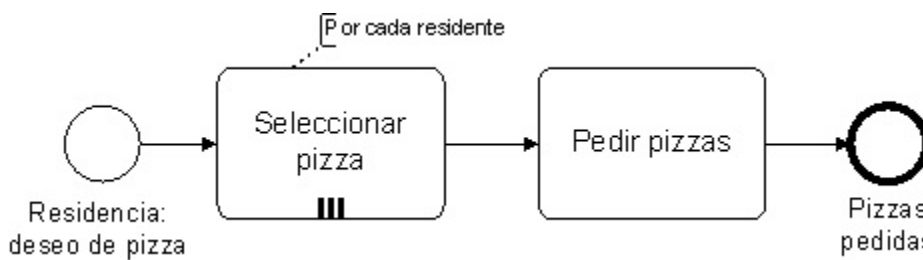 Por cada residente
Seleccionar
pizza
Pedir pizzas
Residencia:
deseo de pizza
Pizzas
pedidas